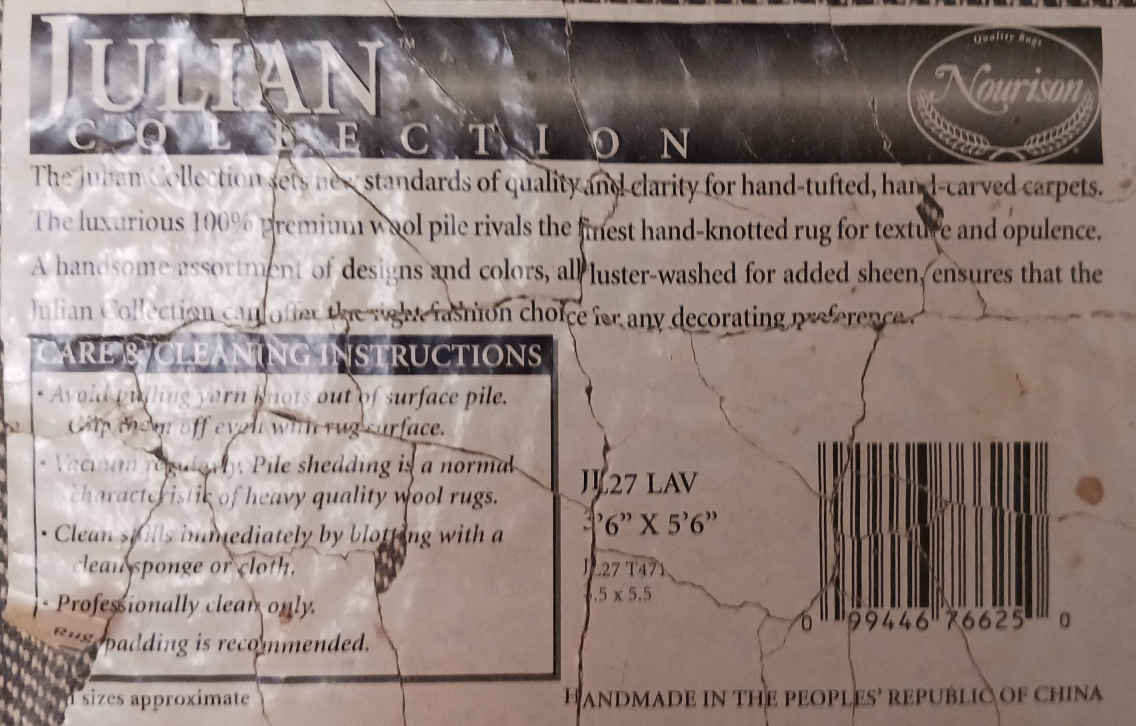 JULIAN™
COLLECTION
Quality Rugs
Nourison
The Julian Collection sets new standards of quality and clarity for hand-tufted, hand-carved carpets.
The luxurious 100% premium wool pile rivals the finest hand-knotted rug for texture and opulence.
A handsome assortment of designs and colors, all luster-washed for added sheen, ensures that the
Julian Collection can offer the right fashion choice for any decorating preference.
CARE & CLEANING INSTRUCTIONS
• Avoid pulling yarn knots out of surface pile.
Clip them off even with rug surface.
• Vacuum regularly. Pile shedding is a normal
characteristic of heavy quality wool rugs.
• Clean spills immediately by blotting with a
clean sponge or cloth.
• Professionally clean only.
Rug padding is recommended.
sizes approximate
JL27 LAV
'6" X 5'6"
JL27 T471
.5 x 5.5
0 99446 76625 0
HANDMADE IN THE PEOPLES' REPUBLIC OF CHINA